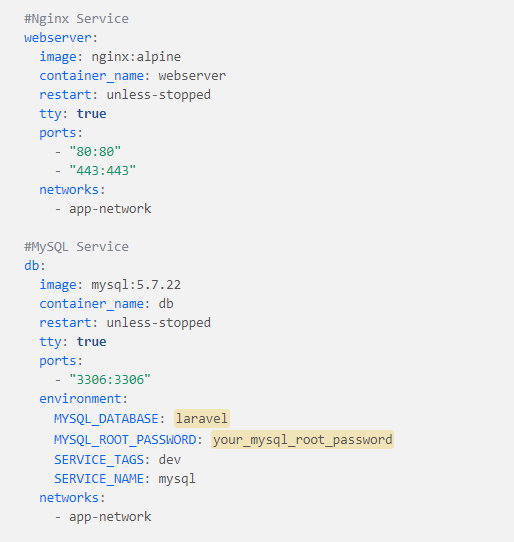 #Nginx Service
webserver:
  image: nginx:alpine
  container_name: webserver
  restart: unless-stopped
  tty: true
  ports:
    - "80:80"
    - "443:443"
  networks:
    - app-network

#MySQL Service
db:
  image: mysql:5.7.22
  container_name: db
  restart: unless-stopped
  tty: true
  ports:
    - "3306:3306"
  environment:
    MYSQL_DATABASE: laravel
    MYSQL_ROOT_PASSWORD: your_mysql_root_password
    SERVICE_TAGS: dev
    SERVICE_NAME: mysql
  networks:
    - app-network